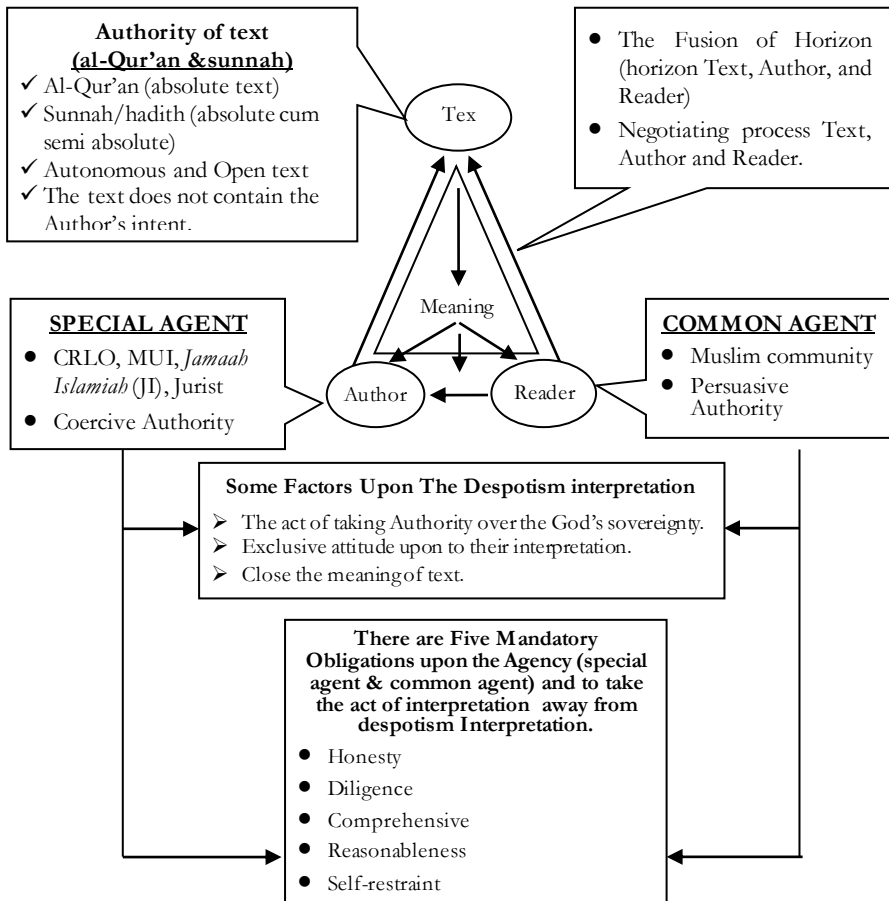 Authority of text
(al-Qur'an &sunnah)
✓ Al-Qur'an (absolute text)
✓ Sunnah/hadith (absolute cum
semi absolute)
✓ Autonomous and Open text
✓ The text does not contain the
Author's intent.
Tex
● The Fusion of Horizon
(horizon Text, Author, and
Reader)
● Negotiating process Text,
Author and Reader.
Meaning
SPECIAL AGENT
● CRLO, MUI, Jamaah
Islamiah (JI), Jurist
● Coercive Authority
Author
Reader
COMMON AGENT
● Muslim community
● Persuasive
Authority
Some Factors Upon The Despotism interpretation
➢ The act of taking Authority over the God's sovereignty.
➢ Exclusive attitude upon to their interpretation.
➢ Close the meaning of text.
There are Five Mandatory
Obligations upon the Agency (special
agent & common agent) and to take
the act of interpretation away from
despotism Interpretation.
● Honesty
● Diligence
● Comprehensive
● Reasonableness
● Self-restraint